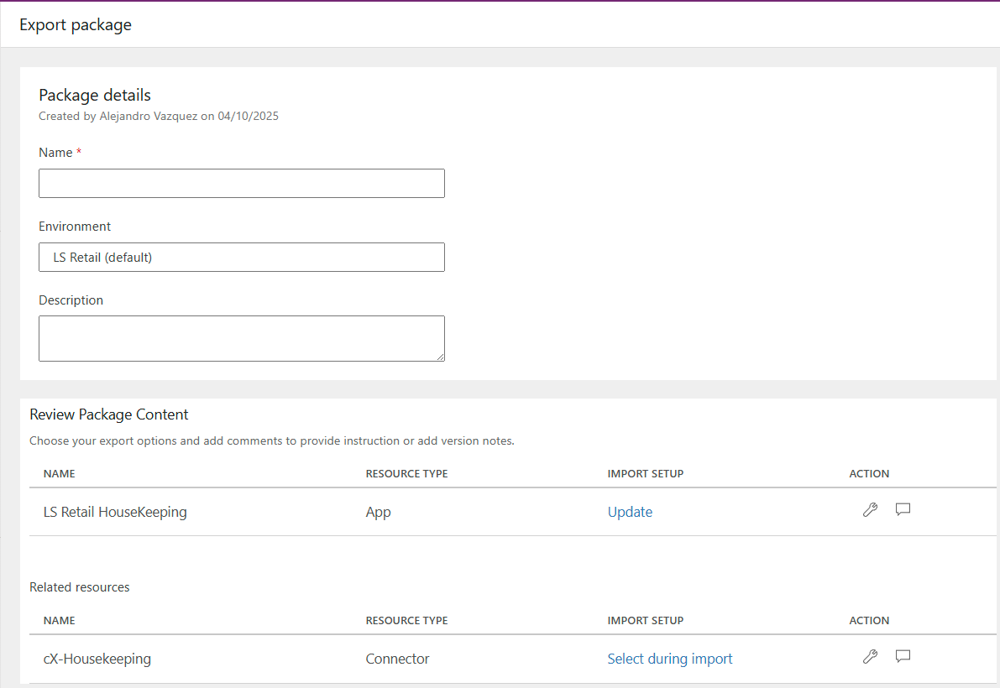 Export package
Package details
Created by Alejandro Vazquez on 04/10/2025
Name *
Environment
LS Retail (default)
Description
Review Package Content
Choose your export options and add comments to provide instruction or add version notes.
NAME RESOURCE TYPE IMPORT SETUP ACTION
LS Retail HouseKeeping App Update
Related resources
NAME RESOURCE TYPE IMPORT SETUP ACTION
cX-Housekeeping Connector Select during import